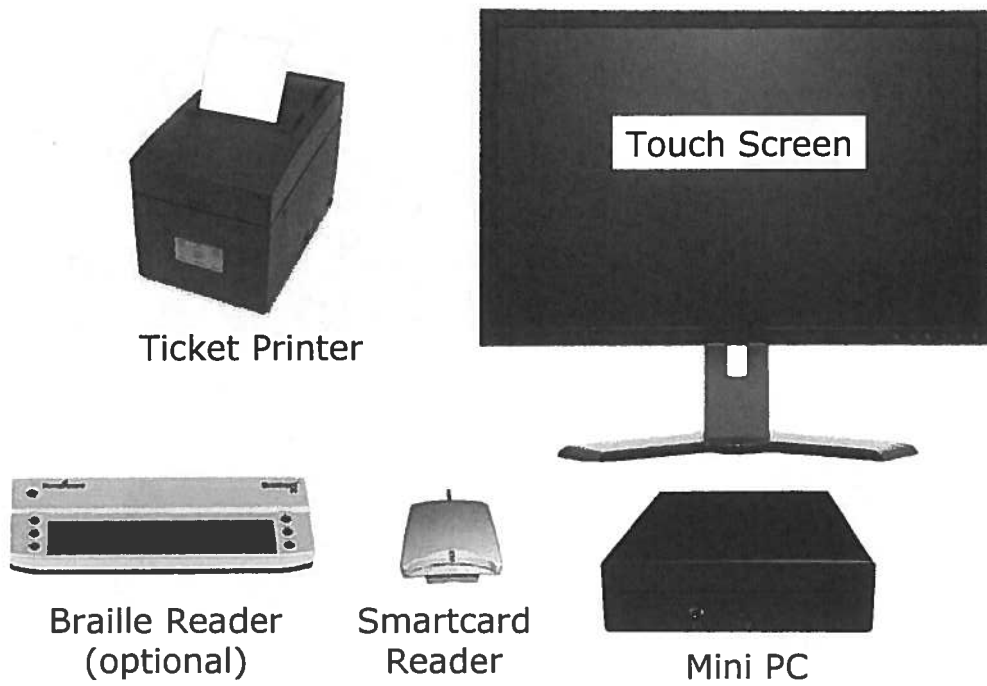 Touch Screen
Ticket Printer
Braille Reader
(optional)
Smartcard
Reader
Mini PC